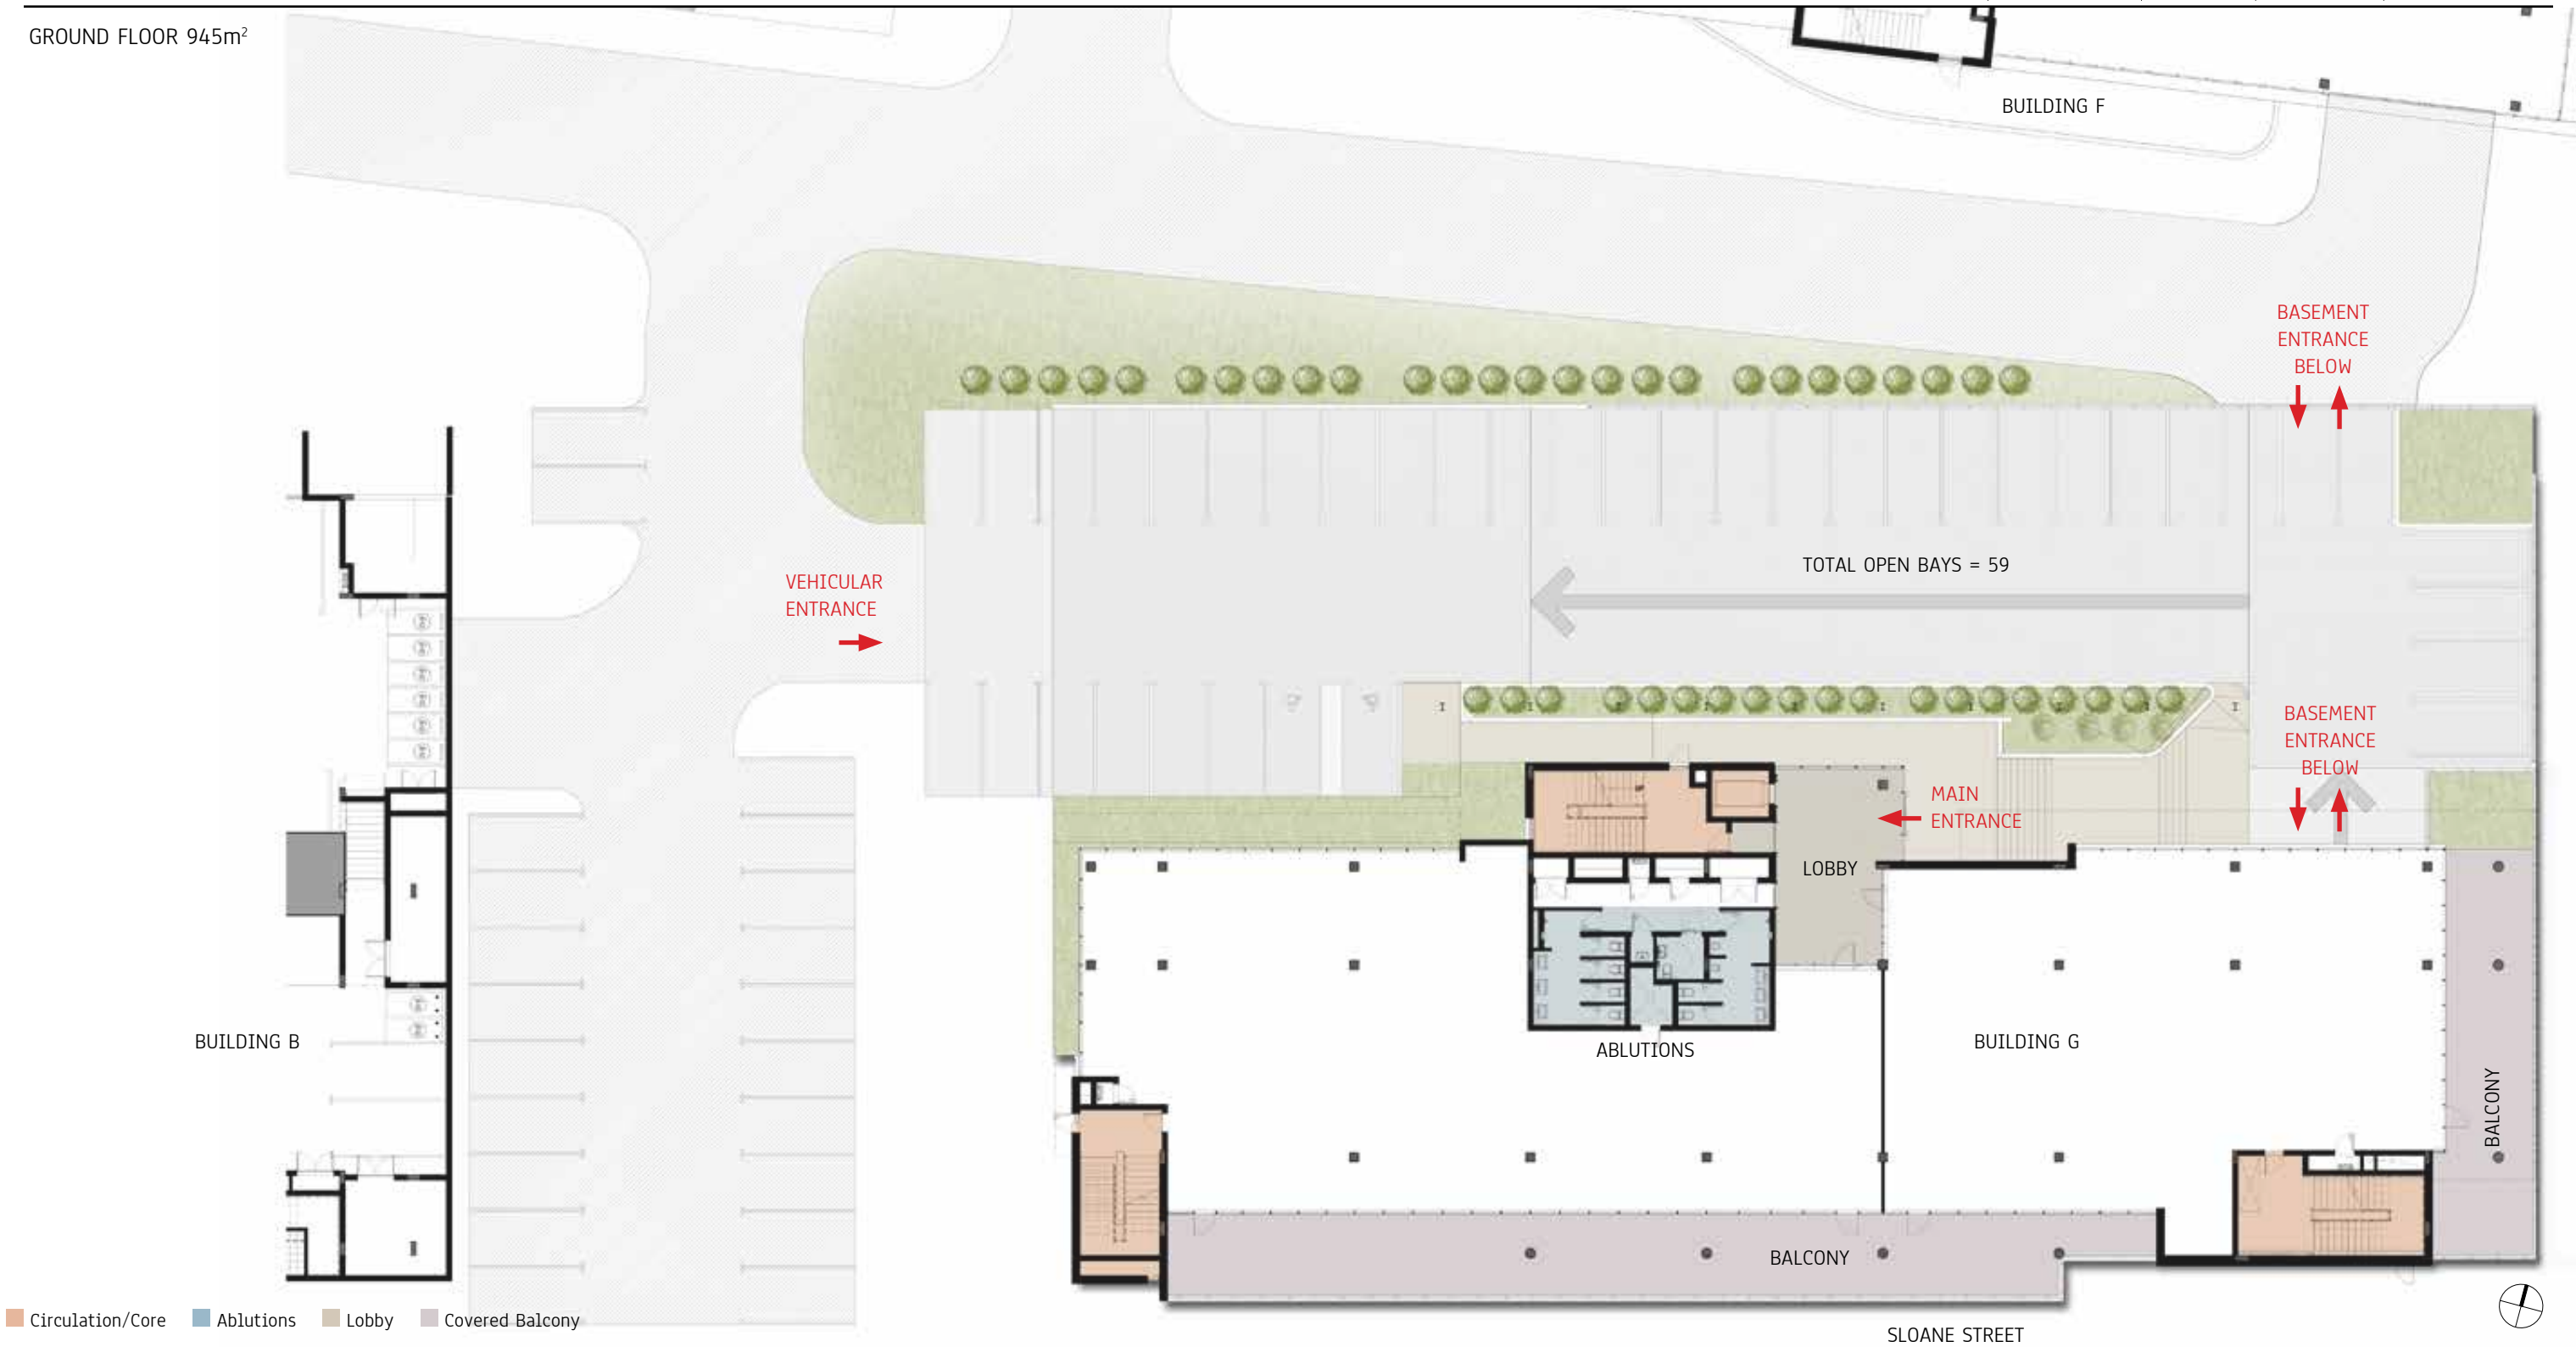 GROUND FLOOR 945m²
BUILDING F
BASEMENT
ENTRANCE
BELOW
TOTAL OPEN BAYS = 59
VEHICULAR
ENTRANCE
BASEMENT
ENTRANCE
BELOW
MAIN
ENTRANCE
LOBBY
BUILDING B
ABLUTIONS
BUILDING G
BALCONY
BALCONY
Circulation/Core
Ablutions
Lobby
Covered Balcony
SLOANE STREET